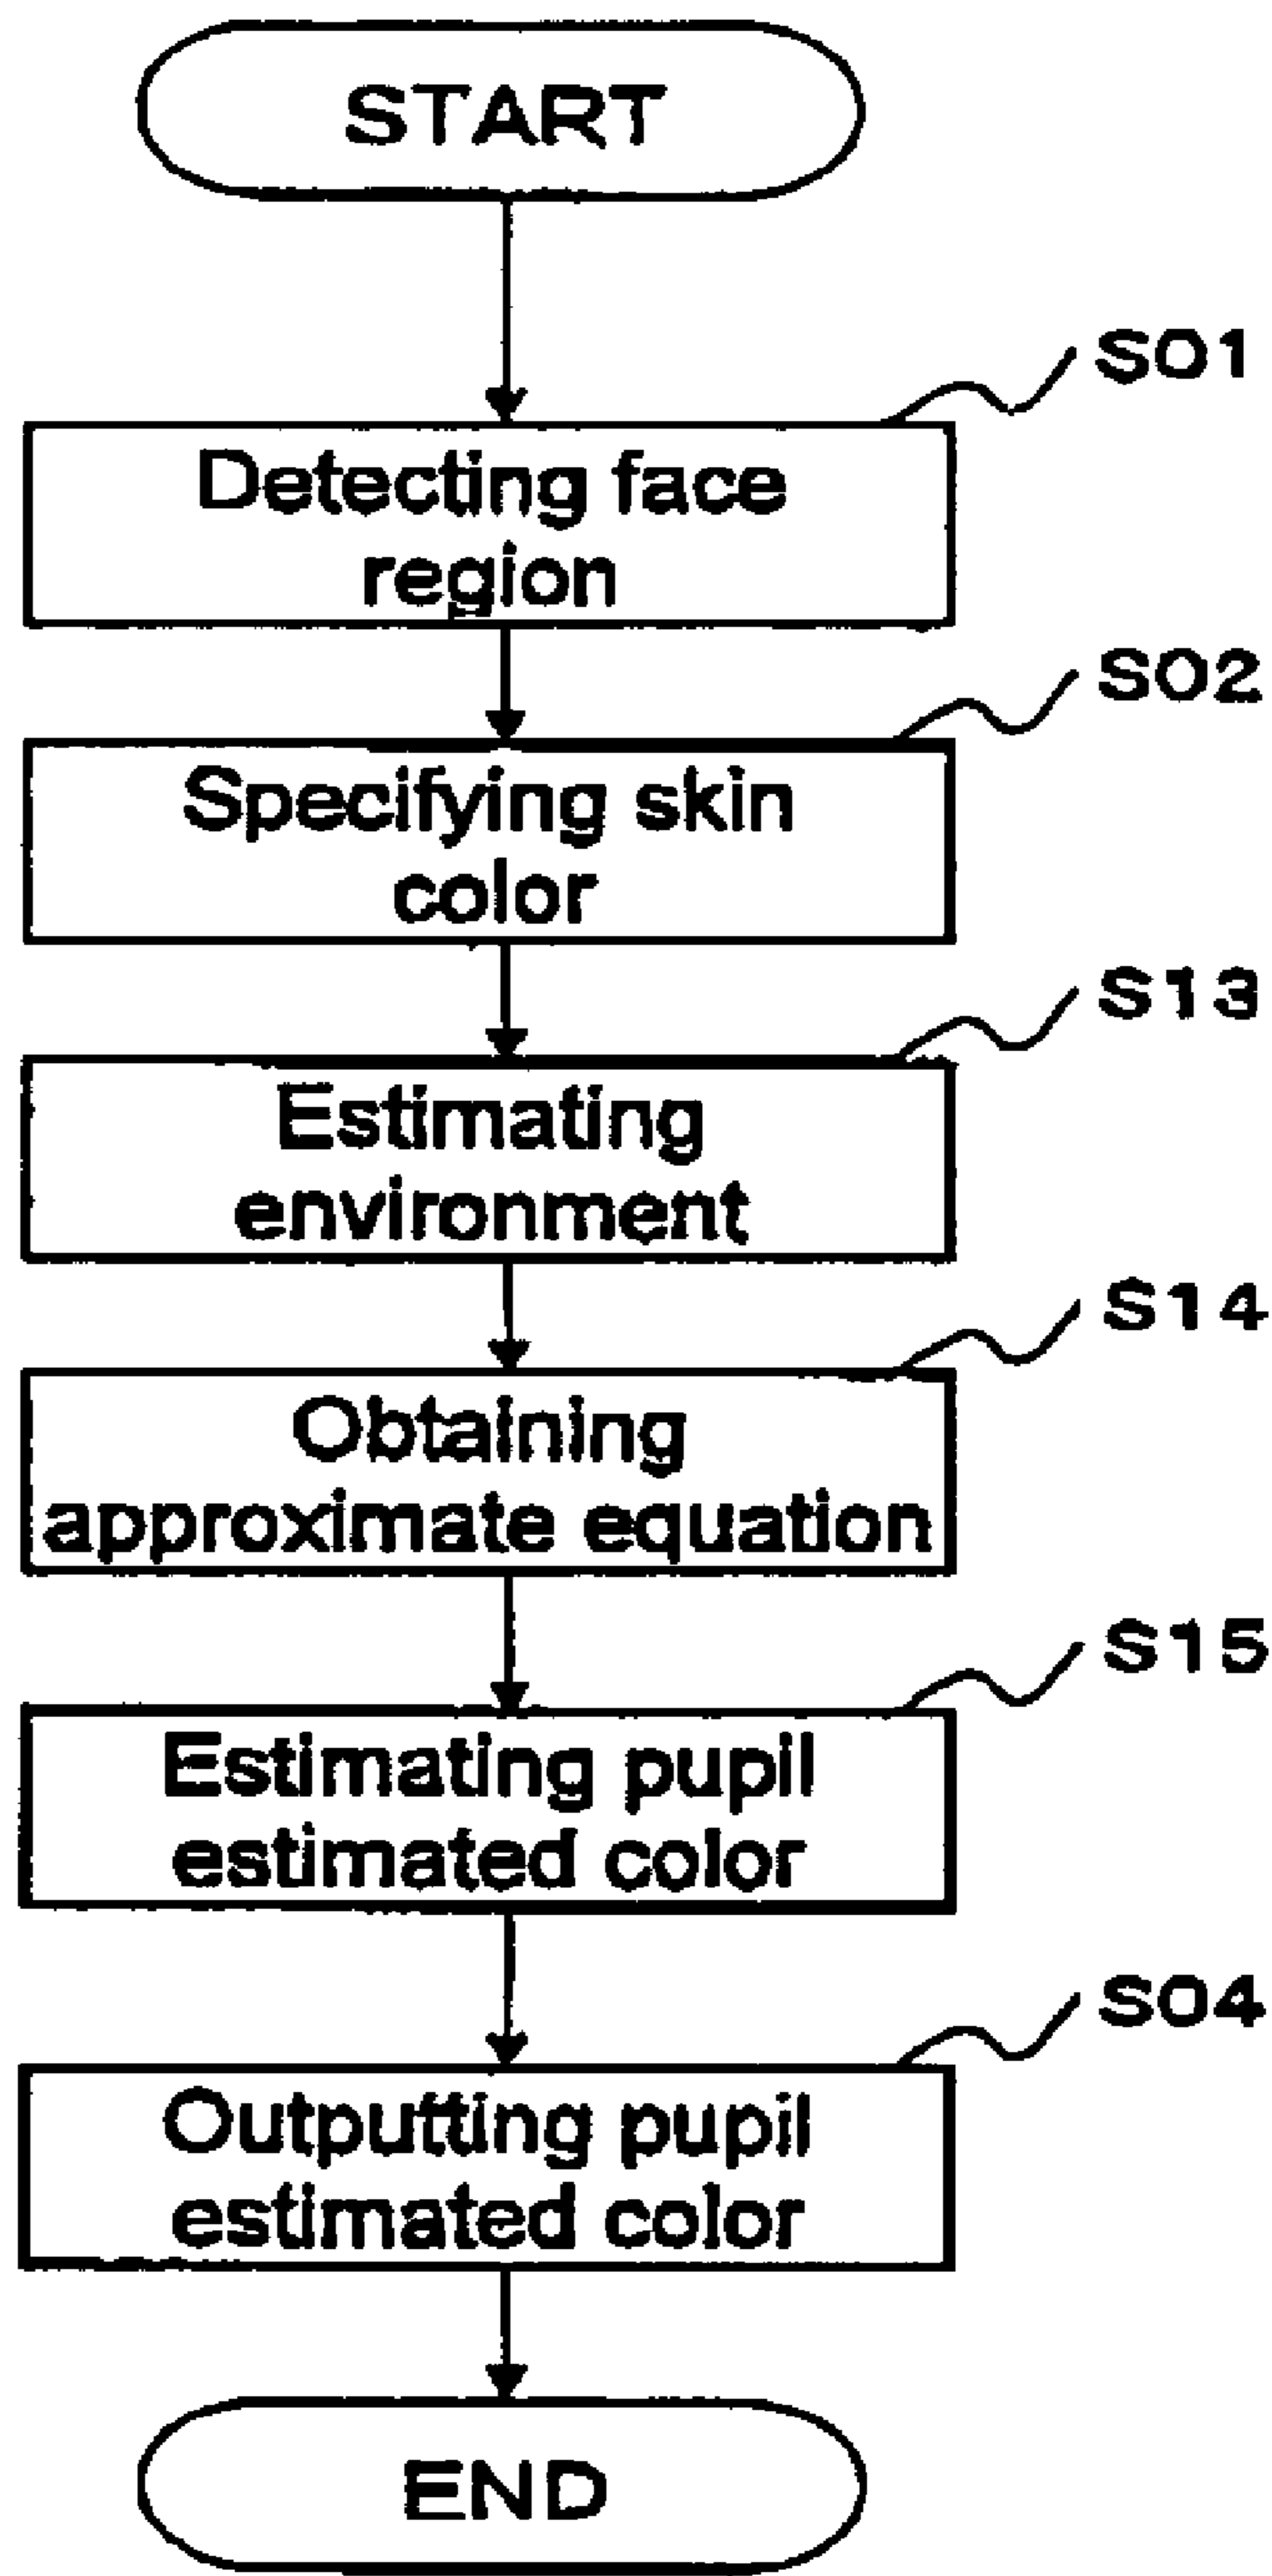 START
S01
Detecting face
region
S02
Specifying skin
color
S13
Estimating
environment
S14
Obtaining
approximate equation
S15
Estimating pupil
estimated color
S04
Outputting pupil
estimated color
END